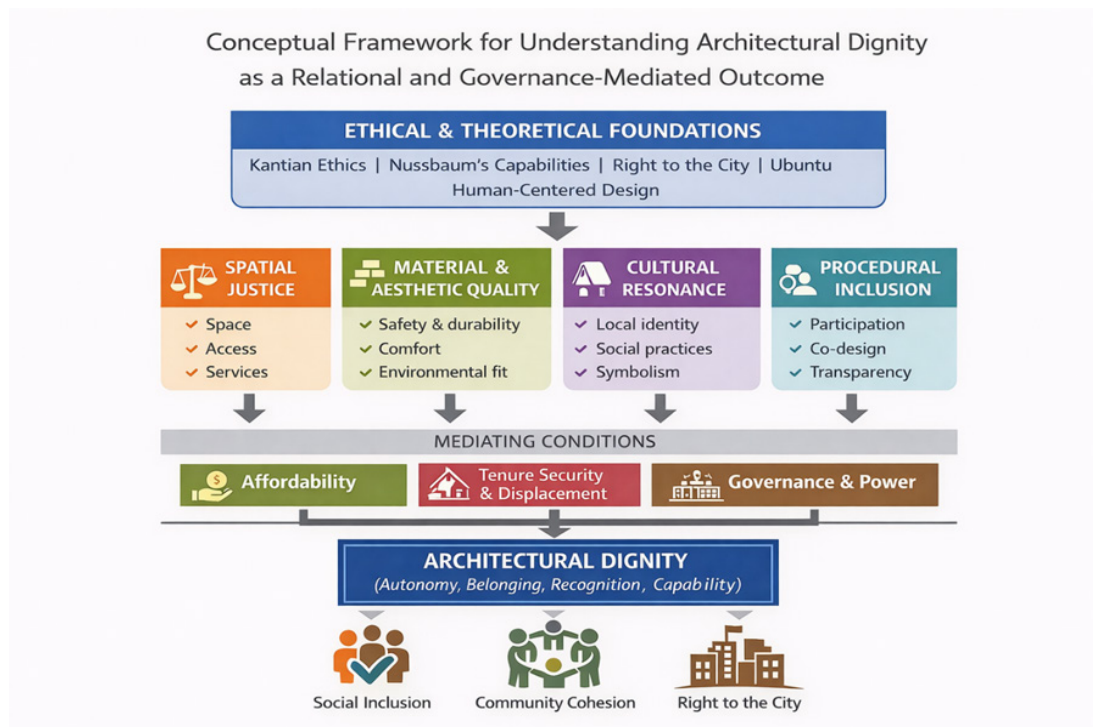 Conceptual Framework for Understanding Architectural Dignity
as a Relational and Governance-Mediated Outcome
ETHICAL & THEORETICAL FOUNDATIONS
Kantian Ethics | Nussbaum's Capabilities | Right to the City | Ubuntu
Human-Centered Design
SPATIAL
JUSTICE
Space
Access
Services
MATERIAL &
AESTHETIC QUALITY
Safety & durability
Comfort
Environmental fit
CULTURAL
RESONANCE
Local identity
Social practices
Symbolism
PROCEDURAL
INCLUSION
Participation
Co-design
Transparency
MEDIATING CONDITIONS
$
Affordability
Tenure Security
& Displacement
Governance & Power
ARCHITECTURAL DIGNITY
(Autonomy, Belonging, Recognition, Capability)
Social Inclusion
Community Cohesion
Right to the City